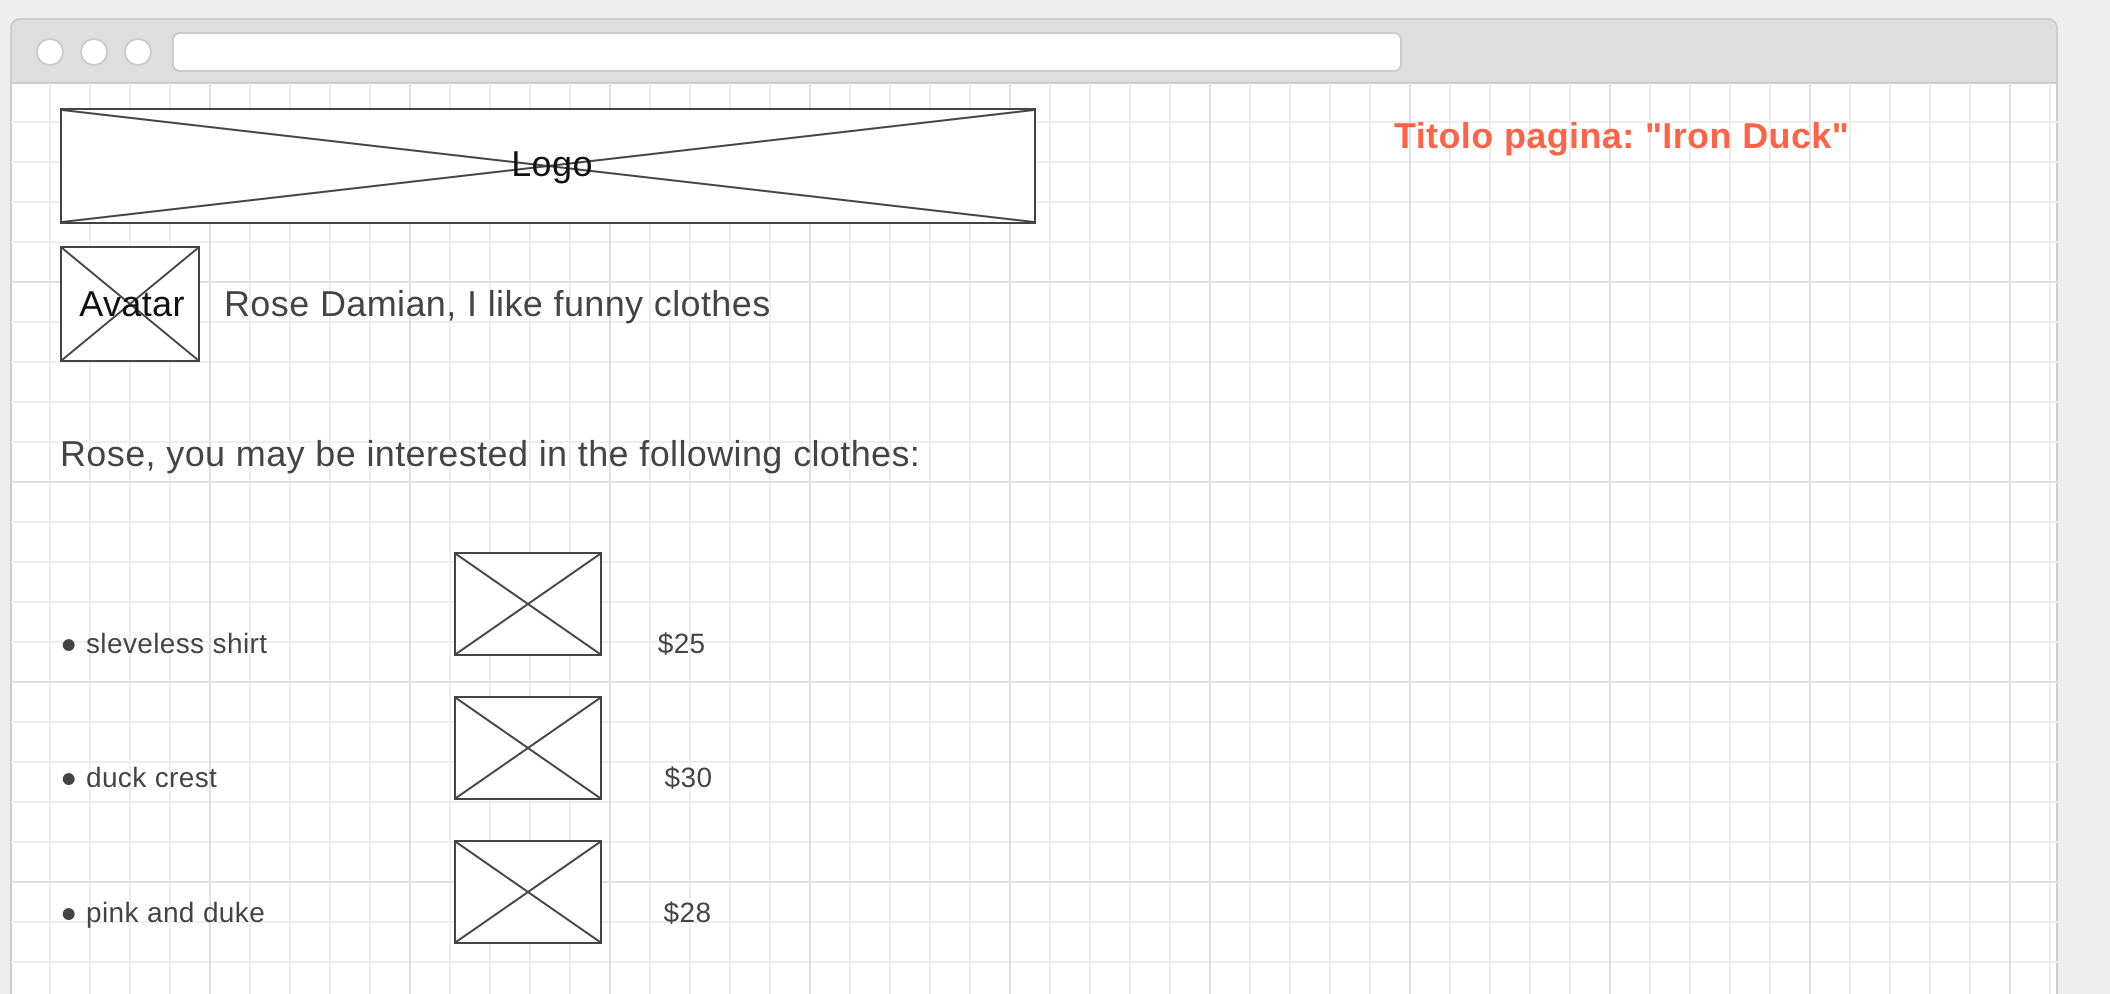 Logo
Titolo pagina: "Iron Duck"
Avatar
Rose Damian, I like funny clothes
Rose, you may be interested in the following clothes:
● sleveless shirt
$25
● duck crest
$30
● pink and duke
$28